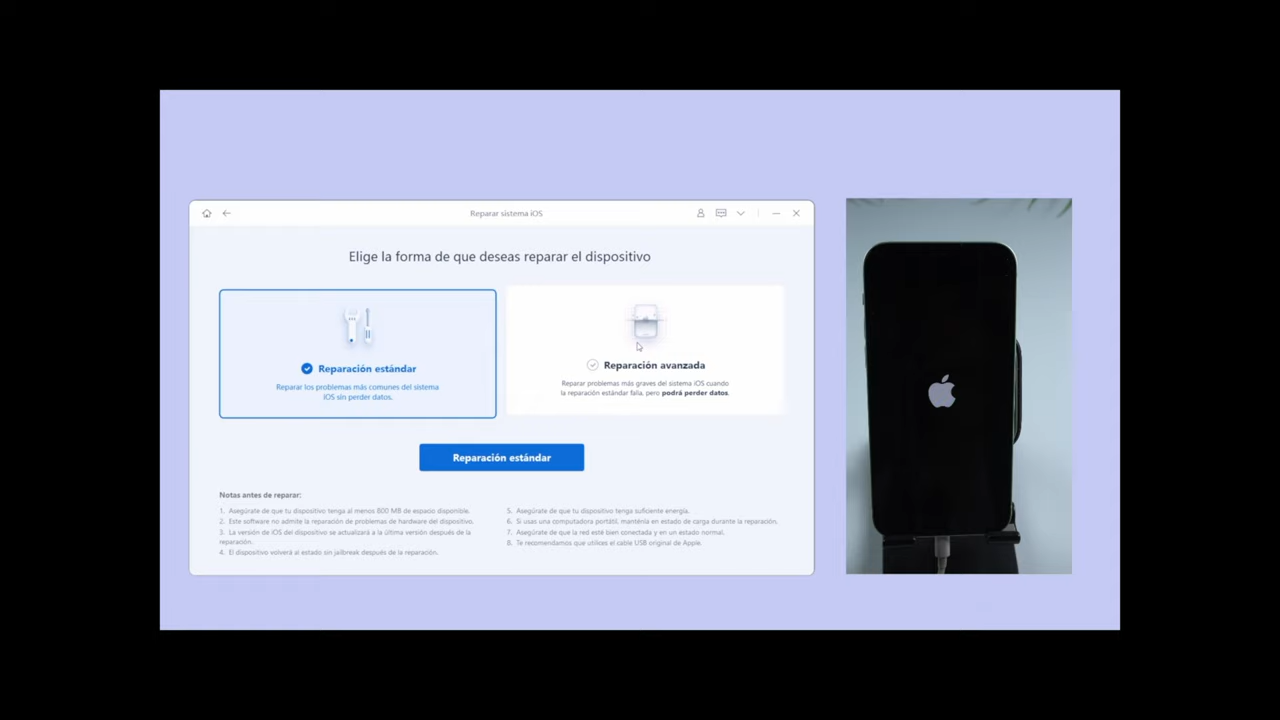 Reparar sistema iOS
Elige la forma de que deseas reparar el dispositivo
Reparación estándar
Reparar los problemas más comunes del sistema
iOS sin perder datos.
Reparación avanzada
Reparar problemas más graves del sistema iOS cuando
la reparación estándar falla, pero podrá perder datos.
Reparación estándar
Notas antes de reparar:
1. Asegúrate de que tu dispositivo tenga al menos 800 MB de espacio disponible.
2. Este software no admite la reparación de problemas de hardware del dispositivo.
3. La versión de iOS del dispositivo se actualizará a la última versión después de la
reparación.
4. El dispositivo volverá al estado sin jailbreak después de la reparación.
5. Asegúrate de que tu dispositivo tenga suficiente energía.
6. Si usas una computadora portátil, manténla en estado de carga durante la reparación.
7. Asegúrate de que la red esté bien conectada y en un estado normal.
8. Te recomendamos que utilices el cable USB original de Apple.